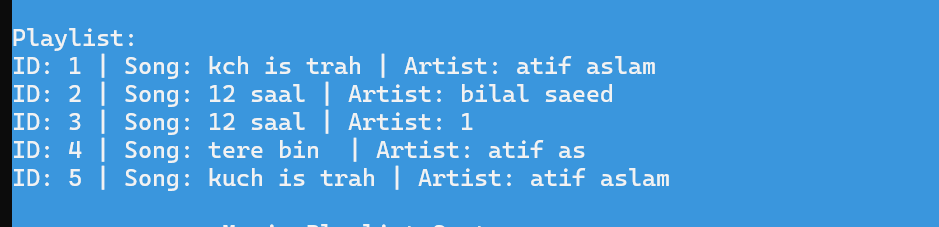 Playlist:
ID: 1 | Song: kch is trah | Artist: atif aslam
ID: 2 | Song: 12 saal | Artist: bilal saeed
ID: 3 | Song: 12 saal | Artist: 1
ID: 4 | Song: tere bin  | Artist: atif as
ID: 5 | Song: kuch is trah | Artist: atif aslam